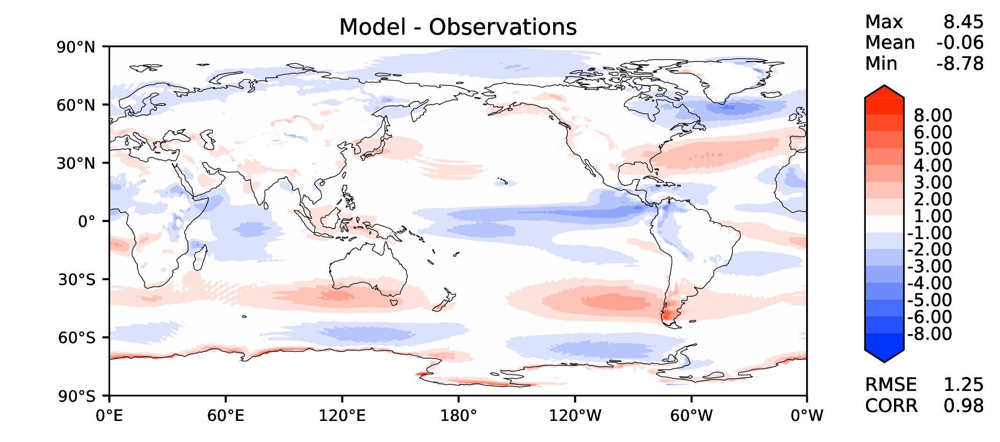 Model - Observations
Max 8.45
Mean -0.06
Min -8.78
90°N
60°N
30°N
0°
30°S
60°S
90°S
0°E 60°E 120°E 180° 120°W 60°W 0°W
8.00
6.00
5.00
4.00
3.00
2.00
1.00
-1.00
-2.00
-3.00
-4.00
-5.00
-6.00
-8.00
RMSE 1.25
CORR 0.98